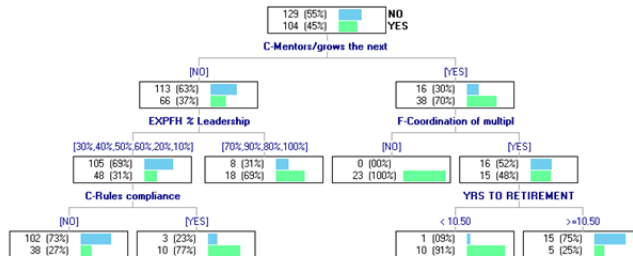 129 (55%) NO
104 (45%) YES
C-Mentors/grows the next
[NO] [YES]
113 (63%) 16 (30%)
66 (37%) 38 (70%)
EXPFH % Leadership F-Coordination of multipl
[30%,40%,50%,60%,20%,10%] [70%,90%,80%,100%] [NO] [YES]
105 (69%) 8 (31%) 0 (00%) 16 (52%)
48 (31%) 18 (69%) 23 (100%) 15 (48%)
C-Rules compliance YRS TO RETIREMENT
[NO] [YES] < 10.50 >=10.50
102 (73%) 3 (23%) 1 (09%) 15 (75%)
38 (27%) 10 (77%) 10 (91%) 5 (25%)